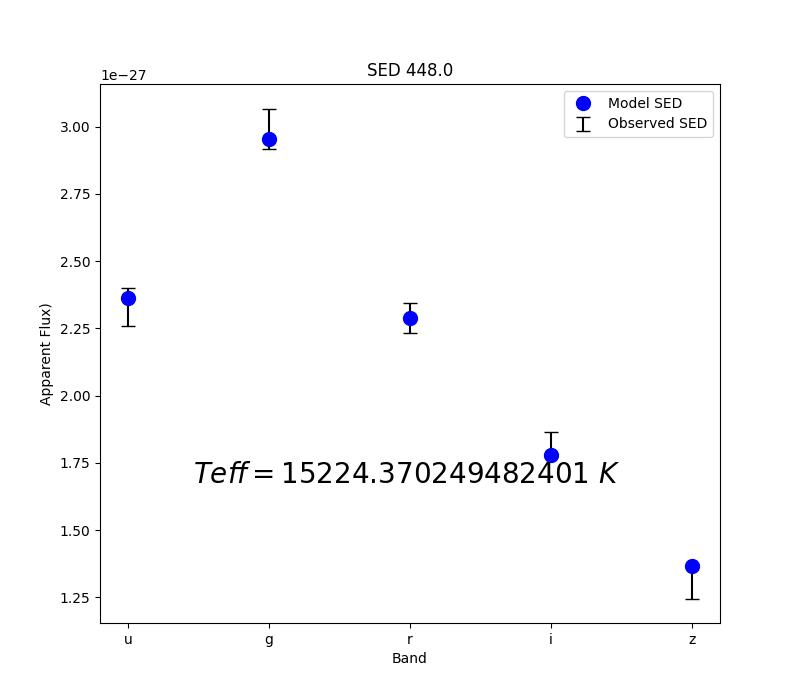 SED 448.0
1e−27
Model SED
Observed SED
3.00
2.75
2.50
2.25
2.00
1.75
1.50
1.25
Apparent Flux)
Teff = 15224.370249482401 K
u g r i z
Band